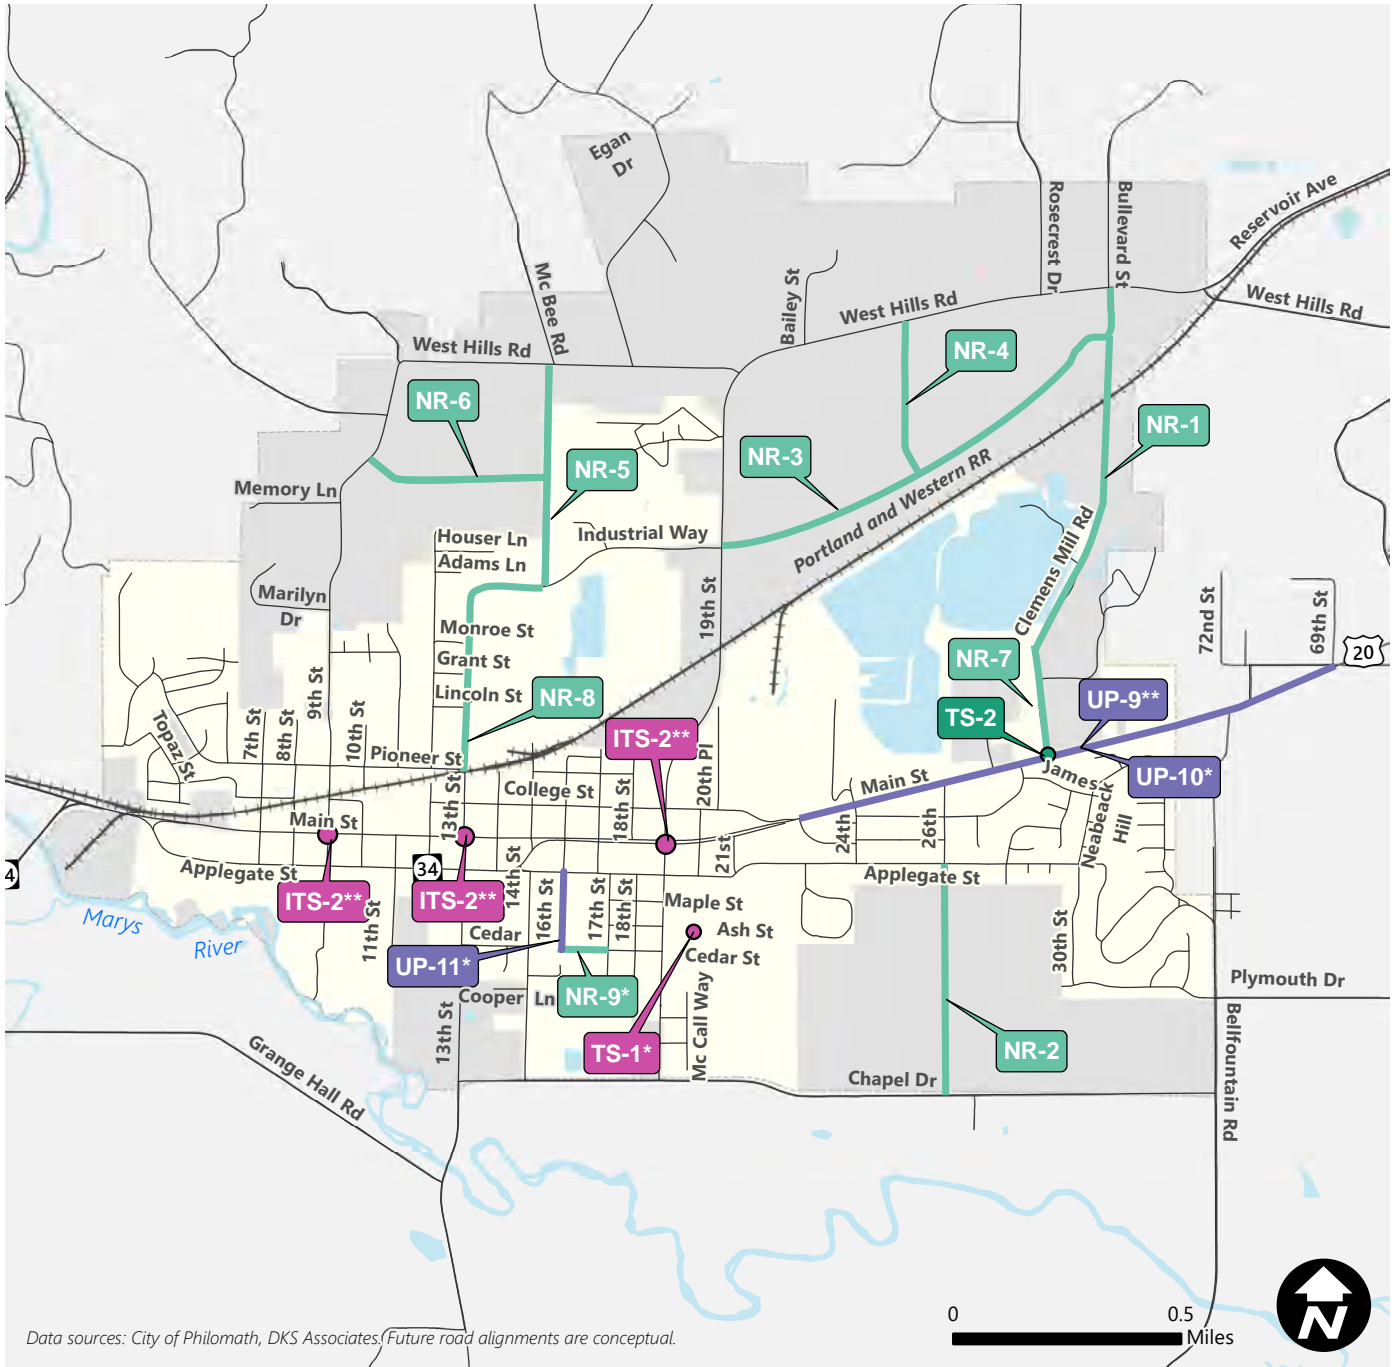 Egan
Dr
Mc Bee Rd
Bailey St
Rosecrest Dr
Bullevard St
Reservoir Ave
West Hills Rd
West Hills Rd
West Hills Rd
NR-4
NR-6
NR-1
NR-3
NR-5
Memory Ln
Portland and Western RR
Industrial Way
Houser Ln
Adams Ln
Clemens Mill Rd
Marilyn
Dr
19th St
72nd St
69th St
Monroe St
20
Grant St
NR-7
Lincoln St
NR-8
UP-9**
9th St
TS-2
ITS-2**
Topaz St
7th St
8th St
10th St
Pioneer St
20th Pl
James
UP-10*
Main St
College St
13th St
18th St
Main St
24th
26th
Neabeack
Hill
21st
34
4
Applegate St
14th St
Applegate St
ITS-2**
ITS-2**
16th St
17th St
18th St
Maple St
Marys
River
11th St
Cedar
Ash St
30th St
Cedar St
UP-11*
Plymouth Dr
Cooper Ln
NR-9*
Mc Call Way
13th St
Bellfountain Rd
TS-1*
NR-2
Grange Hall Rd
Chapel Dr
0
0.5
Miles
N
Data sources: City of Philomath, DKS Associates. Future road alignments are conceptual.